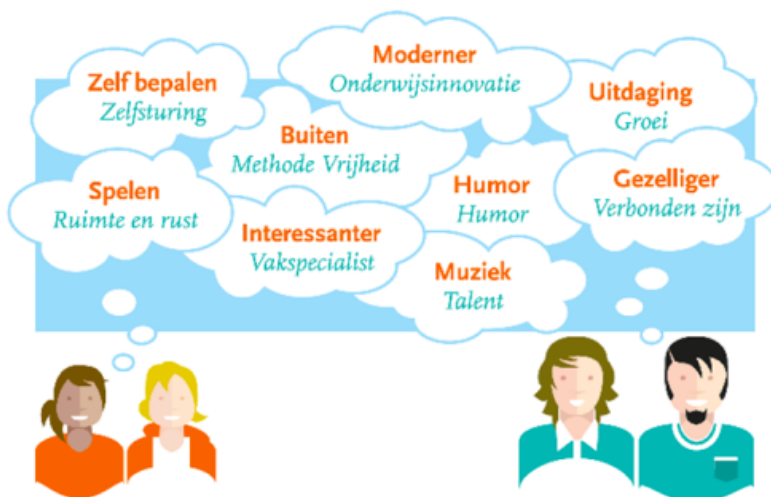 Moderner
Onderwijsinnovatie
Zelf bepalen
Zelfsturing
Uitdaging
Groei
Buiten
Methode Vrijheid
Spelen
Ruimte en rust
Humor
Humor
Gezelliger
Verbonden zijn
Interessanter
Vakspecialist
Muziek
Talent